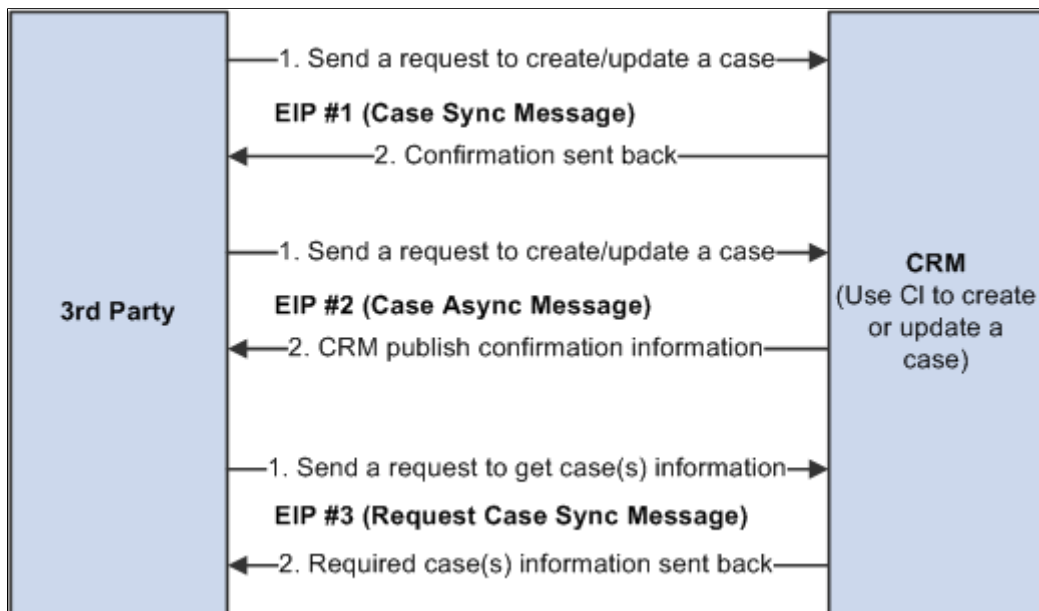 1. Send a request to create/update a case
EIP #1 (Case Sync Message)
2. Confirmation sent back
1. Send a request to create/update a case
EIP #2 (Case Async Message)
2. CRM publish confirmation information
1. Send a request to get case(s) information
EIP #3 (Request Case Sync Message)
2. Required case(s) information sent back
3rd Party
CRM
(Use CI to create
or update a
case)